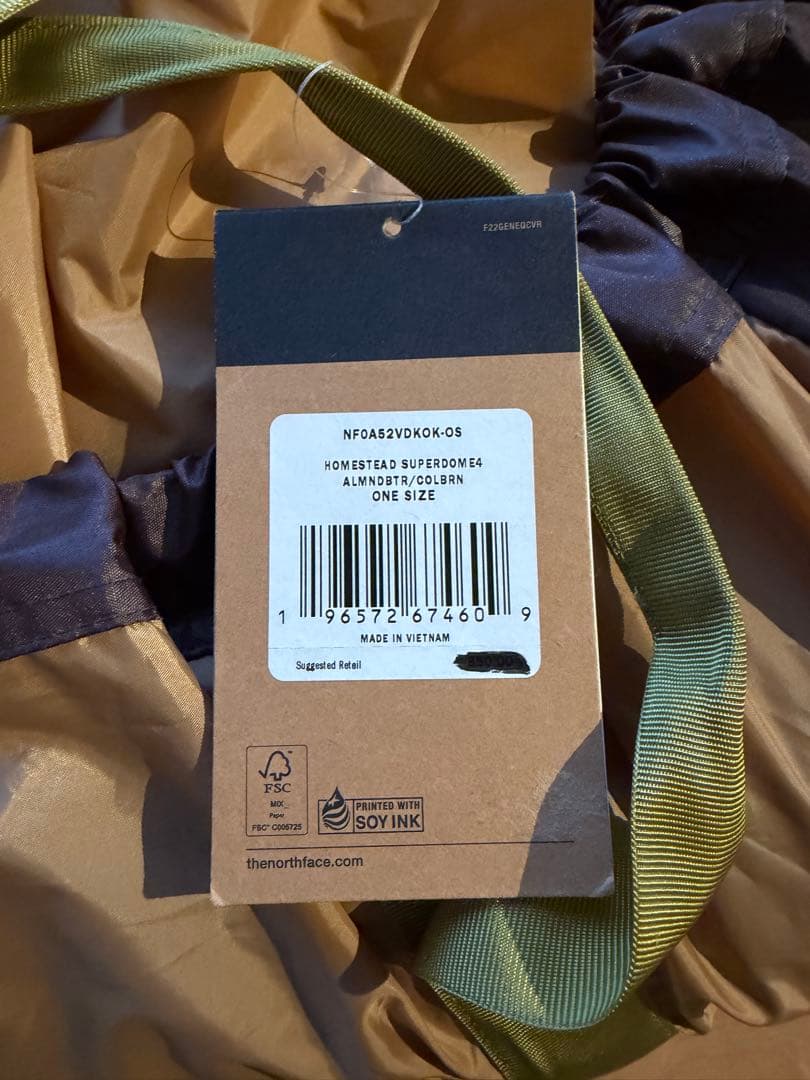 F22GENEQCVR
NF0A52VDKOK-OS
HOMESTEAD SUPERDOME4
ALMNDBTR/COLBRN
ONE SIZE
1 96572 67460 9
MADE IN VIETNAM
Suggested Retail
FSC
MIX
Paper
FSC® C005725
PRINTED WITH
SOY INK
thenorthface.com